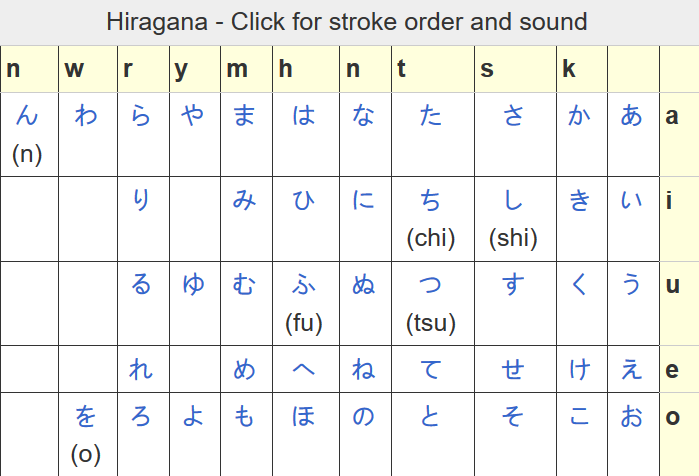 Hiragana - Click for stroke order and sound
n w r y m h n t s k
ん わ ら や ま は な た さ か あ a
(n)
り み ひ に ち し き い i
(chi) (shi)
る ゆ む ふ ぬ つ す く う u
(fu) (tsu)
れ め へ ね て せ け え e
を ろ よ も ほ の と そ こ お o
(o)